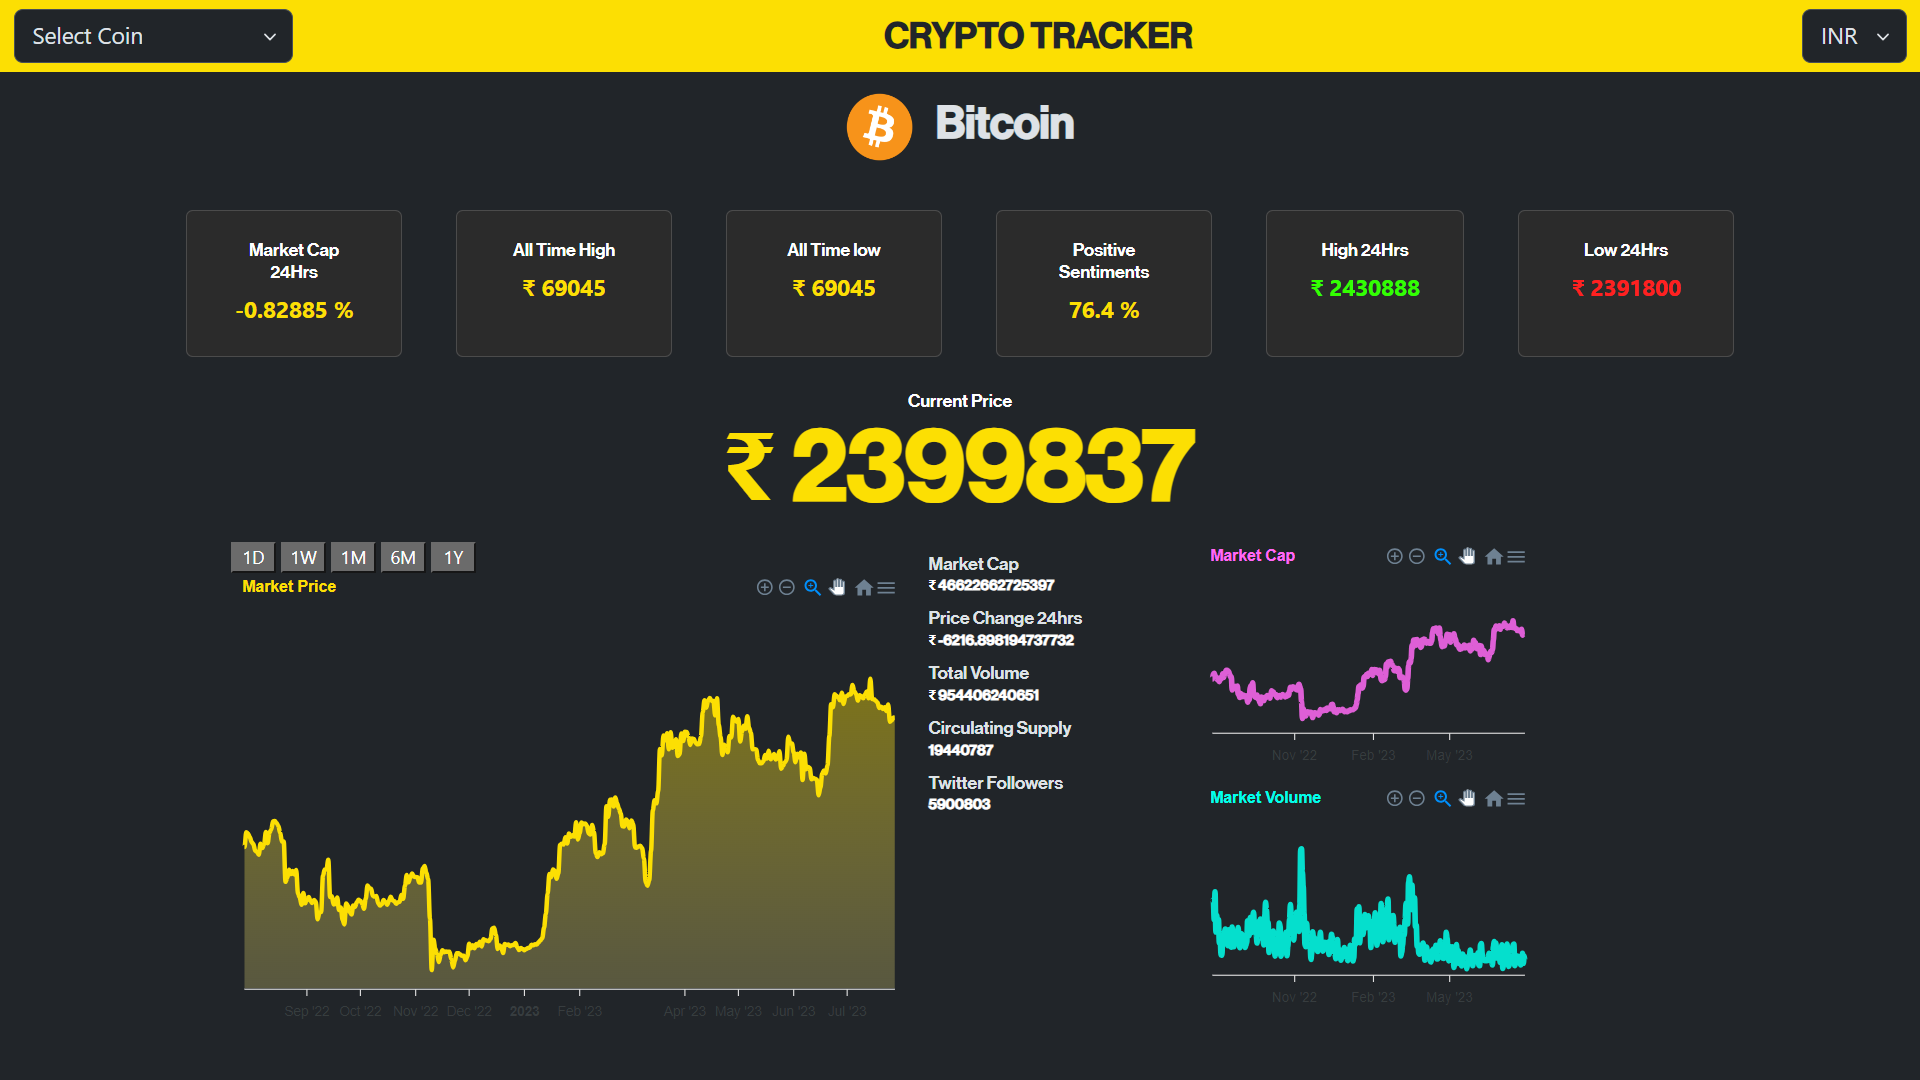 Select Coin
CRYPTO TRACKER
INR
Bitcoin
Market Cap
24Hrs
-0.82885 %
All Time High
₹ 69045
All Time low
₹ 69045
Positive
Sentiments
76.4 %
High 24Hrs
₹ 2430888
Low 24Hrs
₹ 2391800
Current Price
₹ 2399837
1D 1W 1M 6M 1Y
Market Price
Sep '22 Oct '22 Nov '22 Dec '22 2023 Feb '23 Apr '23 May '23 Jun '23 Jul '23
Market Cap
₹ 46622662725397
Price Change 24hrs
₹ -6216.898194737732
Total Volume
₹ 954406240651
Circulating Supply
19440787
Twitter Followers
5900803
Market Cap
Nov '22 Feb '23 May '23
Market Volume
Nov '22 Feb '23 May '23